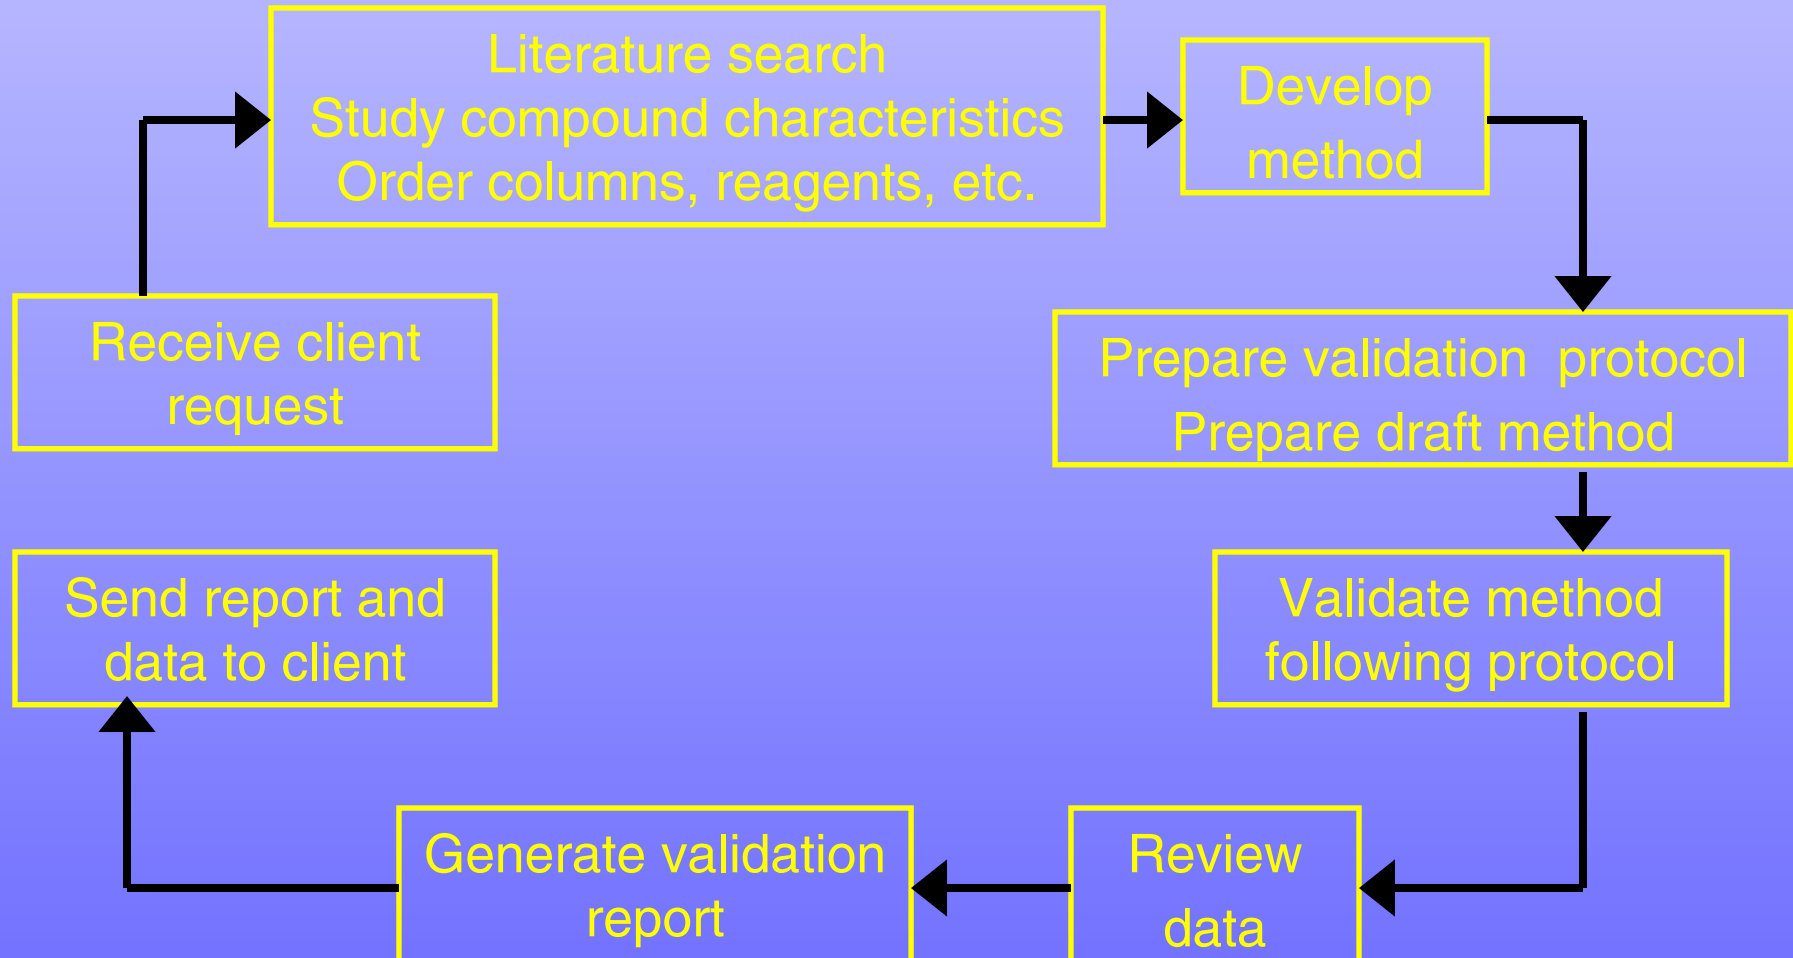 Literature search
Study compound characteristics
Order columns, reagents, etc.
Develop
method
Receive client
request
Prepare validation  protocol
Prepare draft method
Send report and
data to client
Validate method
following protocol
Generate validation
report
Review
data